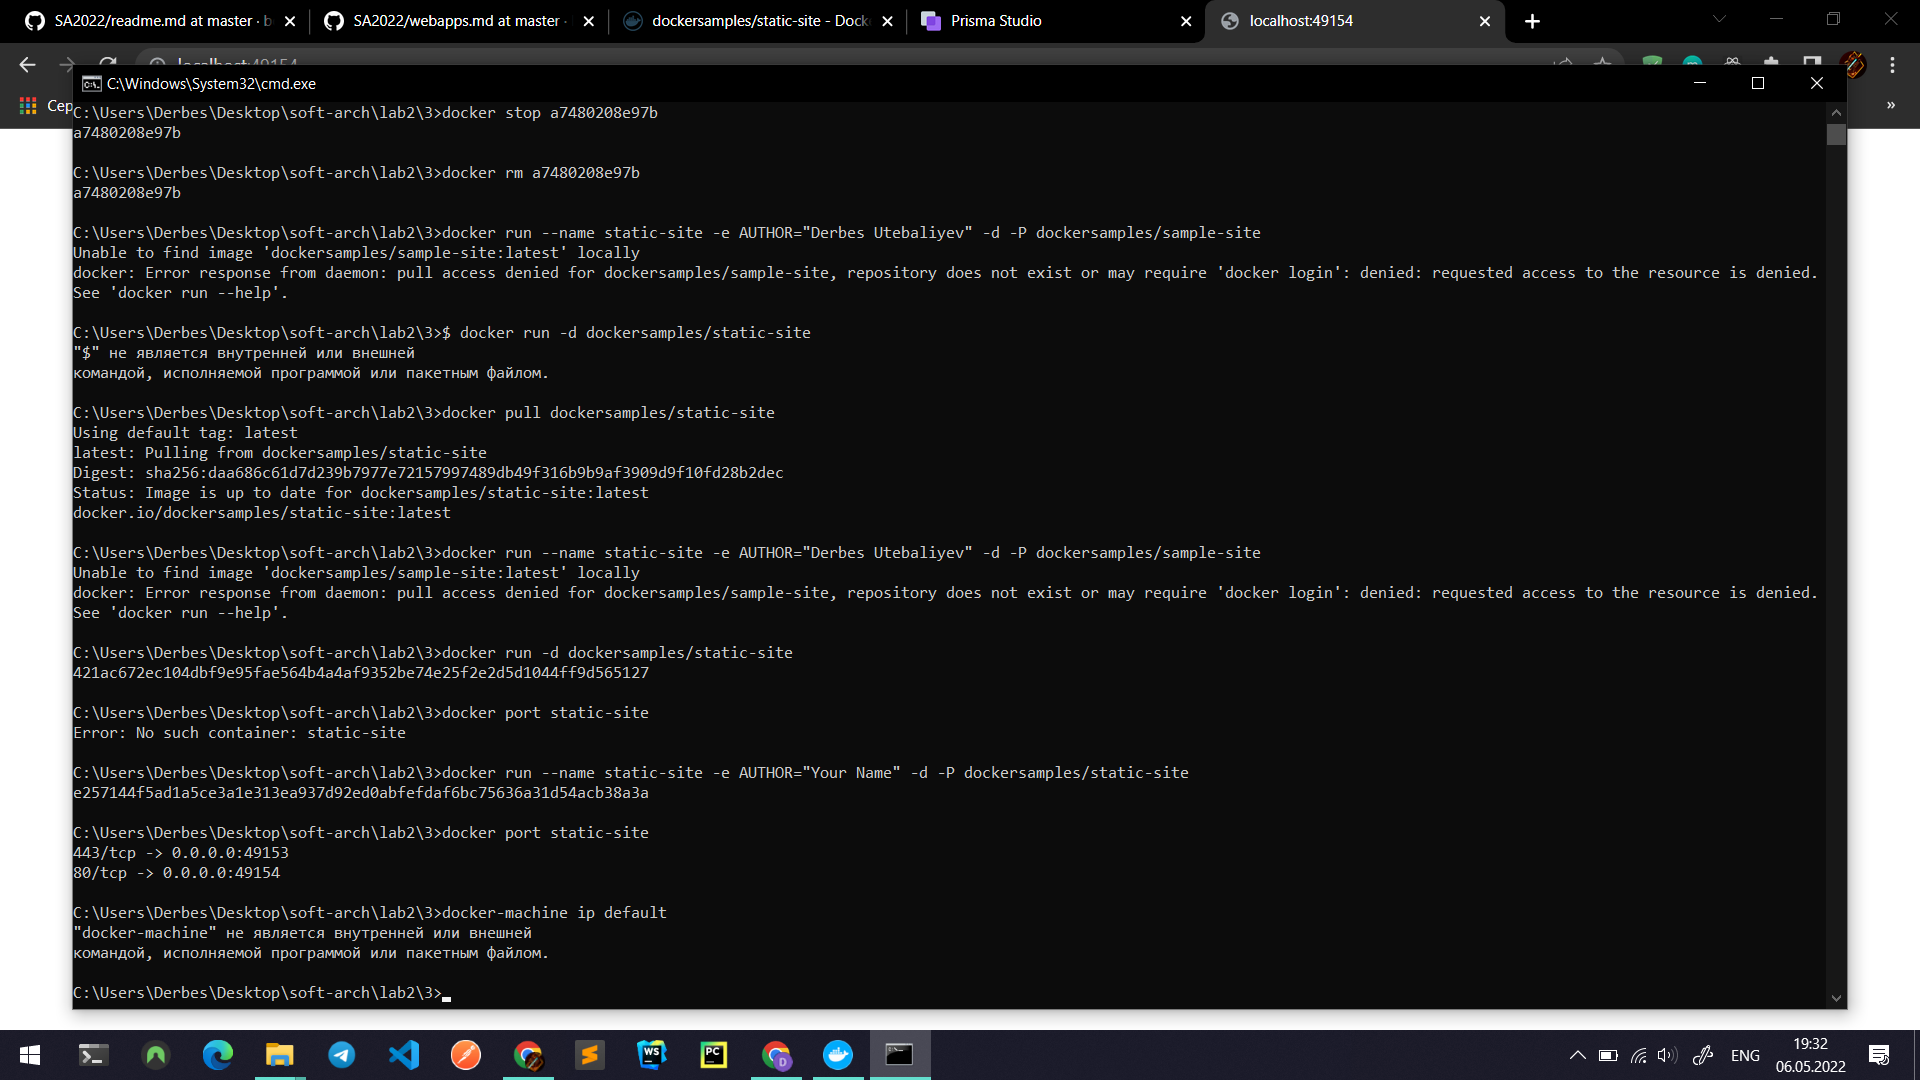 SA2022/readme.md at master · b
SA2022/webapps.md at master ·
dockersamples/static-site - Dock
Prisma Studio
localhost:49154
localhost:49154
Сер
C:\Windows\System32\cmd.exe
C:\Users\Derbes\Desktop\soft-arch\lab2\3>docker stop a7480208e97b
a7480208e97b
C:\Users\Derbes\Desktop\soft-arch\lab2\3>docker rm a7480208e97b
a7480208e97b
C:\Users\Derbes\Desktop\soft-arch\lab2\3>docker run --name static-site -e AUTHOR="Derbes Utebaliyev" -d -P dockersamples/sample-site
Unable to find image 'dockersamples/sample-site:latest' locally
docker: Error response from daemon: pull access denied for dockersamples/sample-site, repository does not exist or may require 'docker login': denied: requested access to the resource is denied.
See 'docker run --help'.
C:\Users\Derbes\Desktop\soft-arch\lab2\3>$ docker run -d dockersamples/static-site
"$" не является внутренней или внешней
командой, исполняемой программой или пакетным файлом.
C:\Users\Derbes\Desktop\soft-arch\lab2\3>docker pull dockersamples/static-site
Using default tag: latest
latest: Pulling from dockersamples/static-site
Digest: sha256:daa686c61d7d239b7977e72157997489db49f316b9b9af3909d9f10fd28b2dec
Status: Image is up to date for dockersamples/static-site:latest
docker.io/dockersamples/static-site:latest
C:\Users\Derbes\Desktop\soft-arch\lab2\3>docker run --name static-site -e AUTHOR="Derbes Utebaliyev" -d -P dockersamples/sample-site
Unable to find image 'dockersamples/sample-site:latest' locally
docker: Error response from daemon: pull access denied for dockersamples/sample-site, repository does not exist or may require 'docker login': denied: requested access to the resource is denied.
See 'docker run --help'.
C:\Users\Derbes\Desktop\soft-arch\lab2\3>docker run -d dockersamples/static-site
421ac672ec104dbf9e95fae564b4a4af9352be74e25f2e2d5d1044ff9d565127
C:\Users\Derbes\Desktop\soft-arch\lab2\3>docker port static-site
Error: No such container: static-site
C:\Users\Derbes\Desktop\soft-arch\lab2\3>docker run --name static-site -e AUTHOR="Your Name" -d -P dockersamples/static-site
e257144f5ad1a5ce3a1e313ea937d92ed0abfefdaf6bc75636a31d54acb38a3a
C:\Users\Derbes\Desktop\soft-arch\lab2\3>docker port static-site
443/tcp -> 0.0.0.0:49153
80/tcp -> 0.0.0.0:49154
C:\Users\Derbes\Desktop\soft-arch\lab2\3>docker-machine ip default
"docker-machine" не является внутренней или внешней
командой, исполняемой программой или пакетным файлом.
C:\Users\Derbes\Desktop\soft-arch\lab2\3>
ENG
19:32
06.05.2022